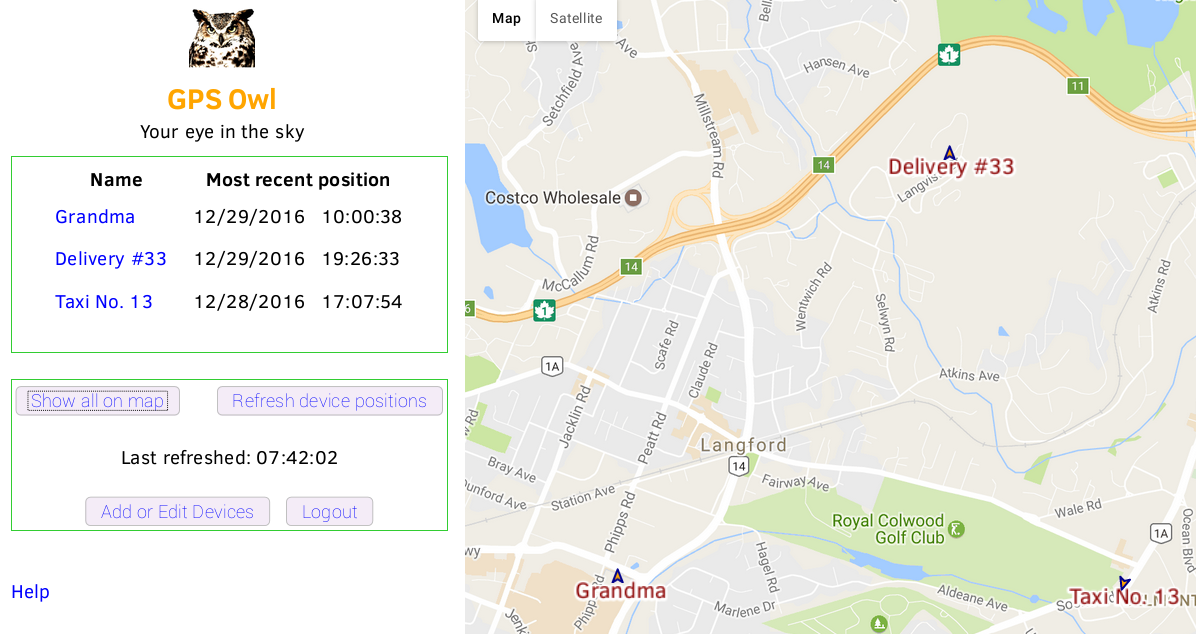 GPS Owl
Your eye in the sky
Name Most recent position
Grandma 12/29/2016 10:00:38
Delivery #33 12/29/2016 19:26:33
Taxi No. 13 12/28/2016 17:07:54
Show all on map Refresh device positions
Last refreshed: 07:42:02
Add or Edit Devices Logout
Help
Map Satellite
Ave
Setchfield Ave
Hansen Ave
1
11
Millstream Rd
14
Delivery #33
Costco Wholesale
McCallum Rd
14
6
1
Wentwich Rd
Selwyn Rd
Atkins Rd
Scafe Rd
1A
Claude Rd
Atkins Ave
Jacklin Rd
Peatt Rd
Langford
14
Bray Ave
Station Ave
Fairway Ave
Phipps Rd
Wale Rd
Royal Colwood
Golf Club
1A
Ocean Blvd
Hagel Rd
Grandma
Aldeane Ave
Taxi No. 13
Marlene Dr